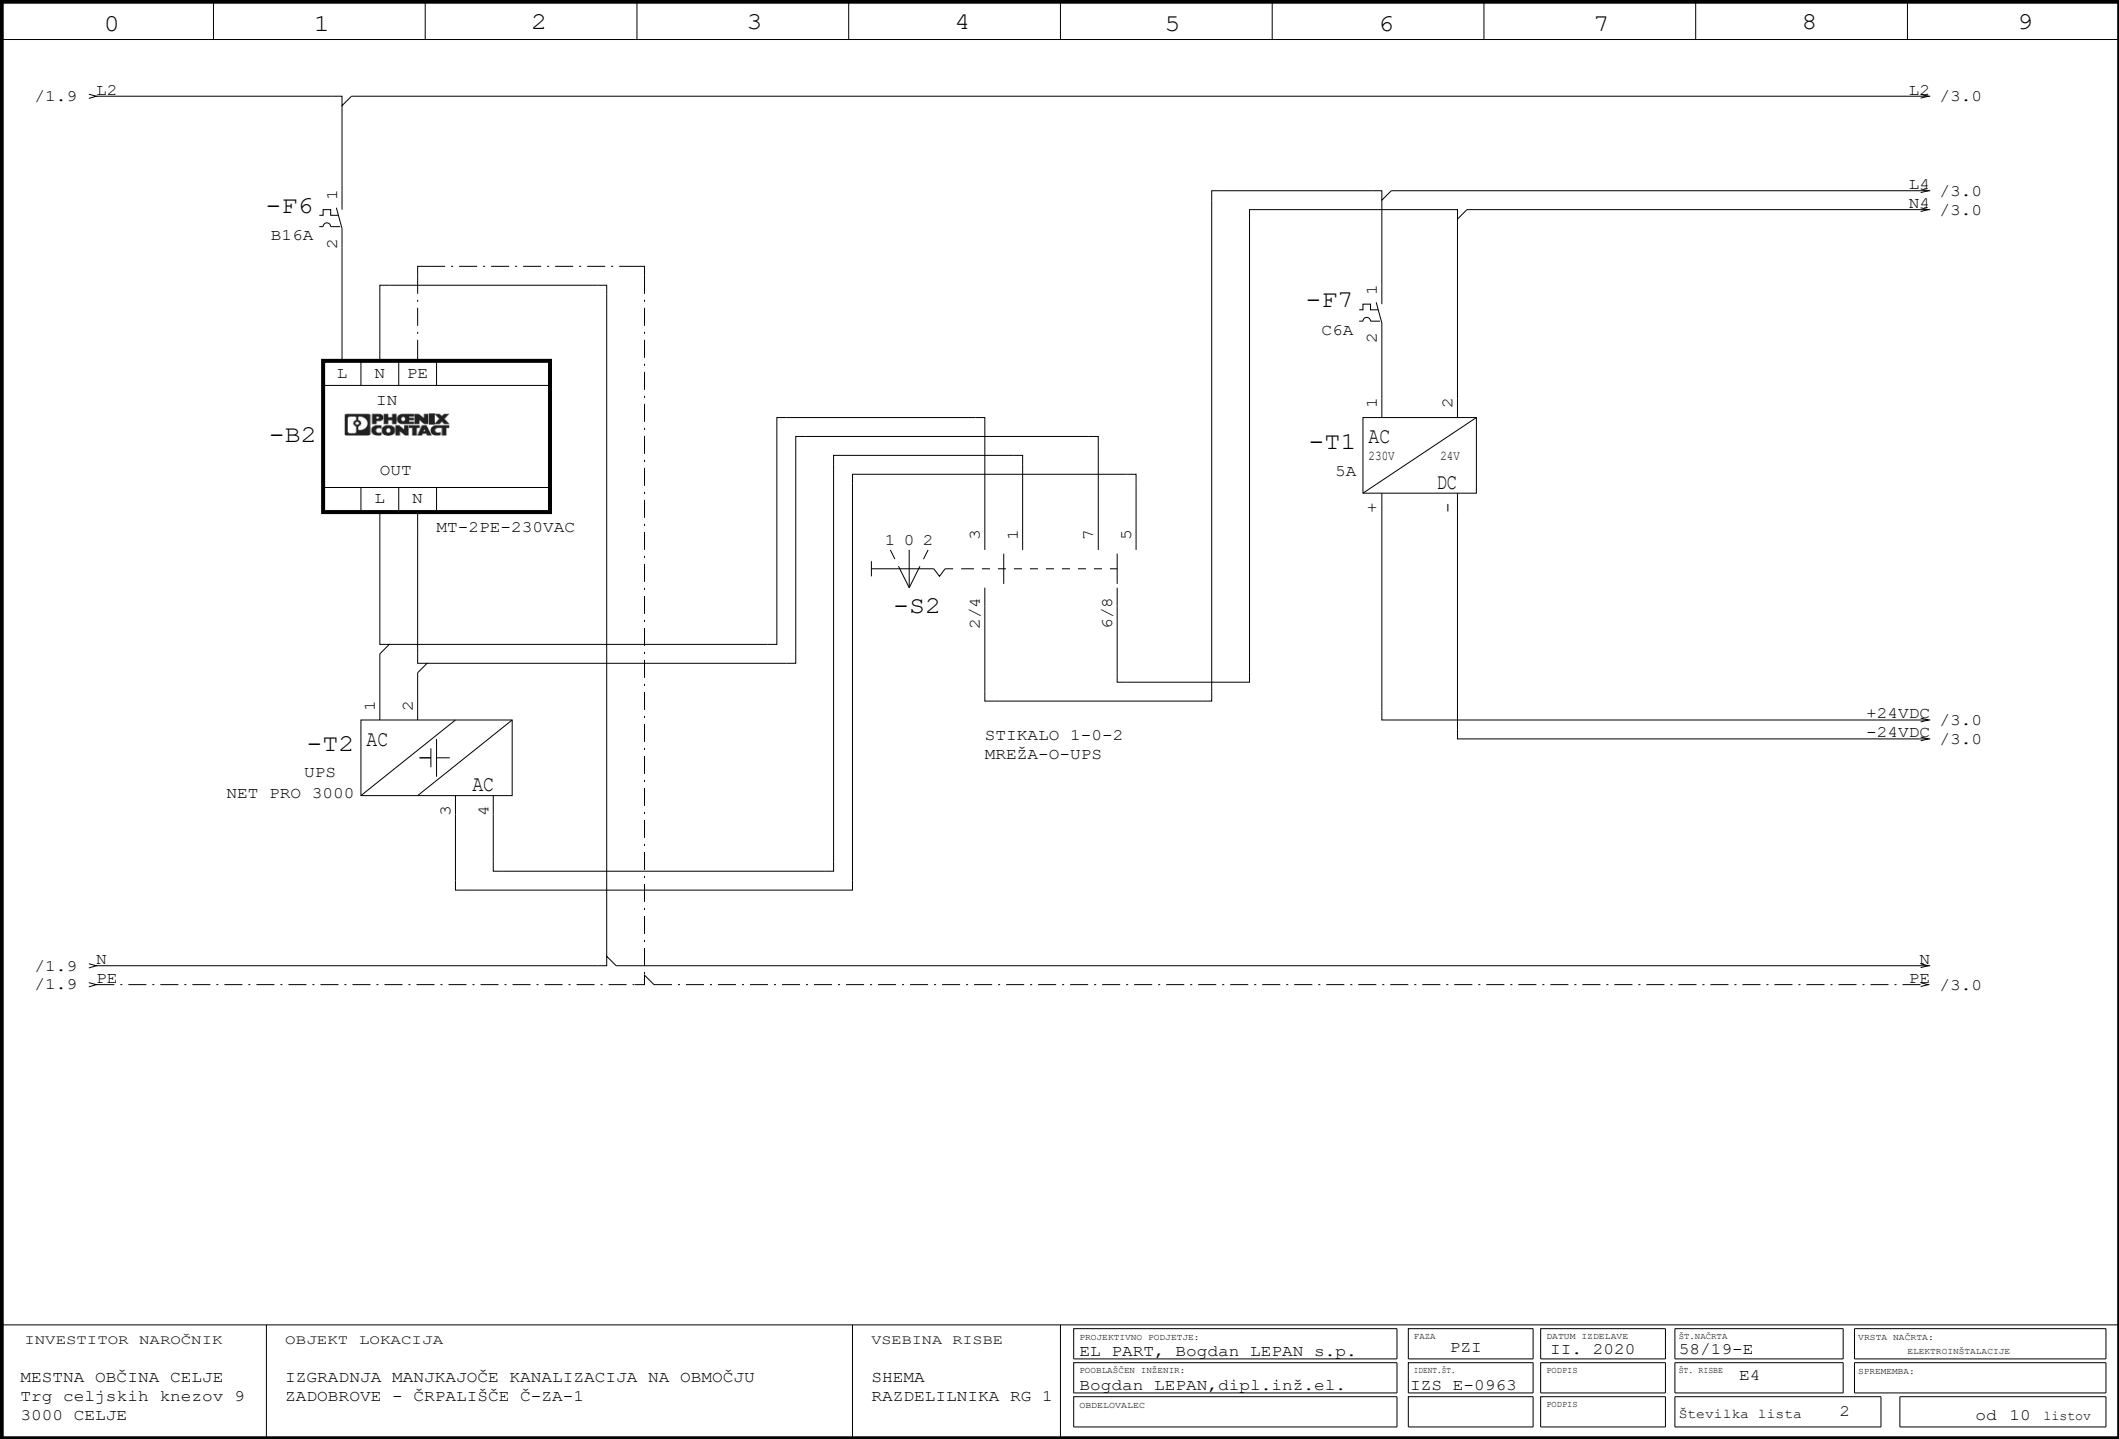 0 1 2 3 4 5 6 7 8 9
/1.9 L2
L2 /3.0
L4 /3.0
N4 /3.0
1
-F6
B16A
2
1
-F7
C6A
2
L N PE
IN
PHŒNIX
CONTACT
-B2
OUT
L N
MT-2PE-230VAC
1 2
-T1
AC
230V 24V
5A
DC
+ -
3 1 7 5
1 0 2
-S2
2/4 6/8
STIKALO 1-0-2
MREŽA-O-UPS
+24VDC /3.0
-24VDC /3.0
1 2
-T2
AC
UPS
AC
NET PRO 3000
3 4
/1.9 N
N
/1.9 PE
PE /3.0
INVESTITOR NAROČNIK
MESTNA OBČINA CELJE
Trg celjskih knezov 9
3000 CELJE
OBJEKT LOKACIJA
IZGRADNJA MANJKAJOČE KANALIZACIJA NA OBMOČJU
ZADOBROVE - ČRPALIŠČE Č-ZA-1
VSEBINA RISBE
SHEMA
RAZDELILNIKA RG 1
PROJEKTIVNO PODJETJE:
EL PART, Bogdan LEPAN s.p.
POOBLAŠČEN INŽENIR:
Bogdan LEPAN,dipl.inž.el.
OBDELOVALEC
FAZA
PZI
IDENT.ŠT.
IZS E-0963
DATUM IZDELAVE
II. 2020
PODPIS
PODPIS
ŠT.NAČRTA
58/19-E
ŠT. RISBE E4
Številka lista 2
VRSTA NAČRTA:
ELEKTROINŠTALACIJE
SPREMEMBA:
od 10 listov